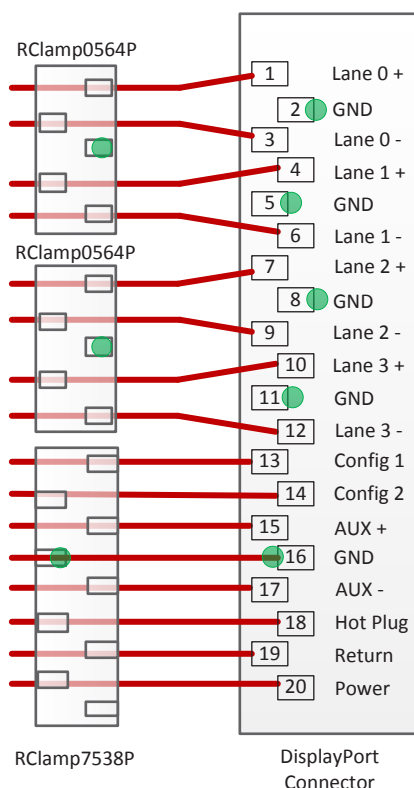 RClamp0564P
1 Lane 0 +
2 GND
3 Lane 0 -
4 Lane 1 +
5 GND
6 Lane 1 -
RClamp0564P
7 Lane 2 +
8 GND
9 Lane 2 -
10 Lane 3 +
11 GND
12 Lane 3 -
13 Config 1
14 Config 2
15 AUX +
16 GND
17 AUX -
18 Hot Plug
19 Return
20 Power
RClamp7538P
DisplayPort
Connector